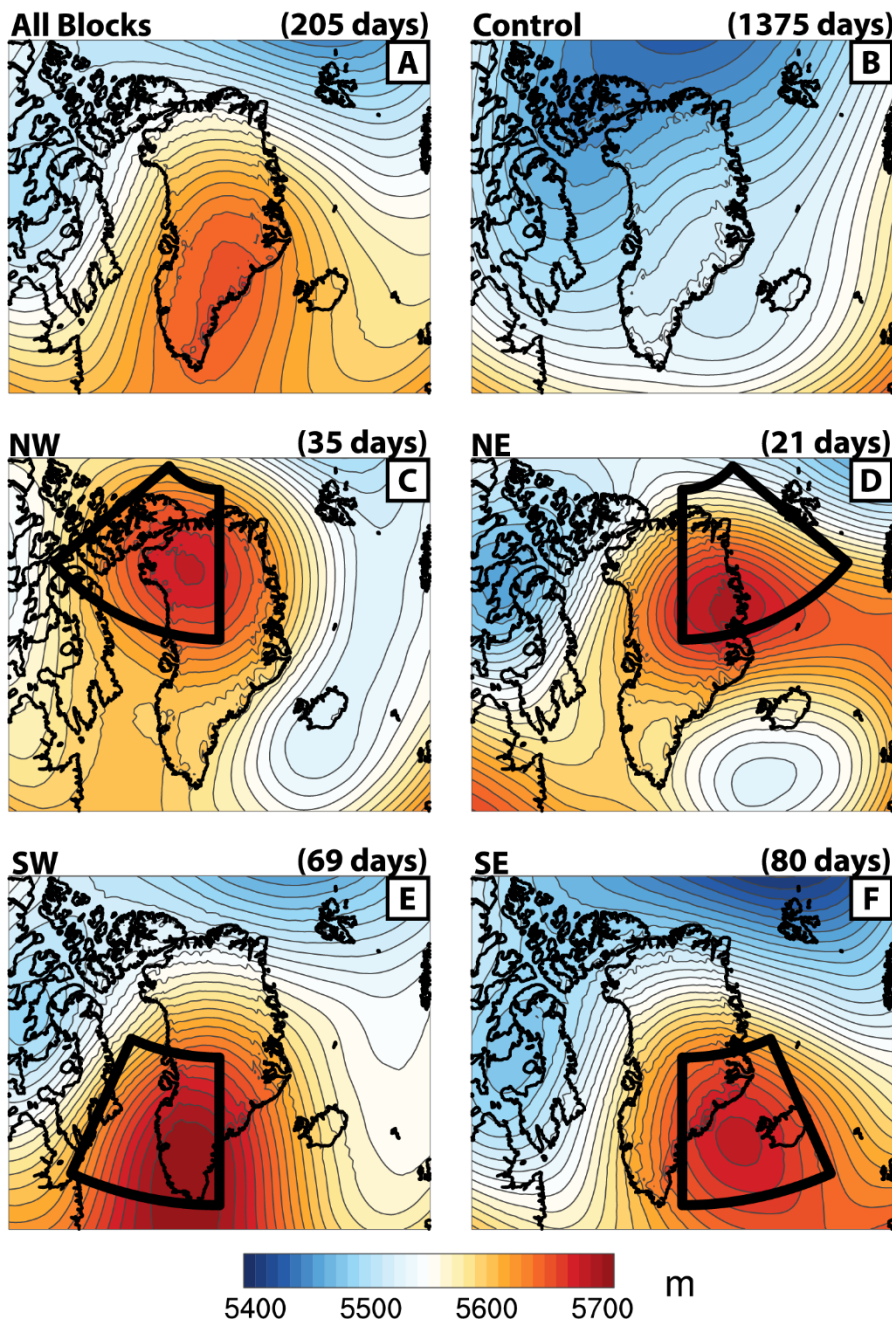 All Blocks (205 days)
A
Control (1375 days)
B
NW (35 days)
C
NE (21 days)
D
SW (69 days)
E
SE (80 days)
F
5400 5500 5600 5700 m